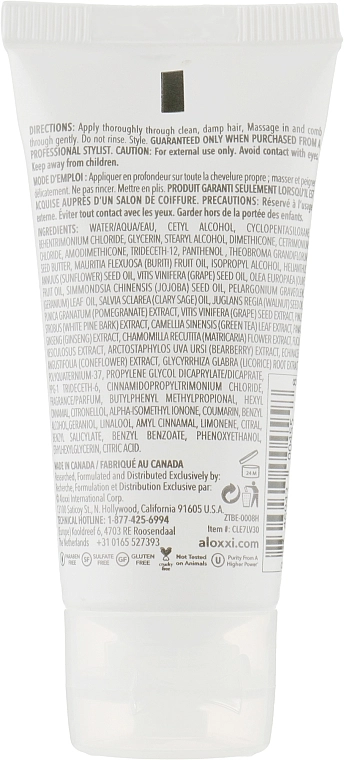 DIRECTIONS: Apply thoroughly through clean, damp hair, Massage in and comb
through gently. Do not rinse. Style. GUARANTEED ONLY WHEN PURCHASED FROM A
PROFESSIONAL STYLIST. CAUTION: For external use only. Avoid contact with eyes.
Keep away from children.
MODE D'EMPLOI: Appliquer en profondeur sur toute la chevelure propre ; masser et peigner
délicatement. Ne pas rincer. Mettre en plis. PRODUIT GARANTI SEULEMENT LORSQU'IL EST
ACQUISE AUPRÈS D'UN SALON DE COIFFURE. PRÉCAUTIONS: Réservé à l'usage
externe. Éviter tout contact avec les yeux. Garder hors de la portée des enfants.
INGREDIENTS: WATER/AQUA/EAU, CETYL ALCOHOL, CYCLOPENTASILOXANE,
BEHENTRIMONIUM CHLORIDE, GLYCERIN, STEARYL ALCOHOL, DIMETHICONE, CETRIMONIUM
CHLORIDE, AMODIMETHICONE, TRIDECETH-12, PANTHENOL, THEOBROMA GRANDIFLORUM
SEED BUTTER, MAURITIA FLEXUOSA (BURITI) FRUIT OIL, ISOPROPYL ALCOHOL, HELIANTHUS
ANNUUS (SUNFLOWER) SEED OIL, VITIS VINIFERA (GRAPE) SEED OIL, OLEA EUROPAEA (OLIVE)
FRUIT OIL, SIMMONDSIA CHINENSIS (JOJOBA) SEED OIL, PELARGONIUM GRAVEOLENS
(GERANIUM) LEAF OIL, SALVIA SCLAREA (CLARY SAGE) OIL, JUGLANS REGIA (WALNUT)
PUNICA GRANATUM (POMEGRANATE) EXTRACT, VITIS VINIFERA (GRAPE) SEED EXTRACT,
PINUS (WHITE PINE BARK) EXTRACT, CAMELLIA SINENSIS (GREEN TEA) LEAF EXTRACT,
GINSENG (GINSENG) EXTRACT, CHAMOMILLA RECUTITA (MATRICARIA) FLOWER EXTRACT,
EXTRACT, ARCTOSTAPHYLOS UVA URSI (BEARBERRY) EXTRACT,
ANGUSTIFOLIA (CONEFLOWER) EXTRACT, GLYCYRRHIZA GLABRA (LICORICE) ROOT EXTRACT,
POLYQUATERNIUM-37, PROPYLENE GLYCOL DICAPRYLATE/DICAPRATE,
PPG-1 TRIDECETH-6, CINNAMIDOPROPYLTRIMONIUM CHLORIDE,
FRAGRANCE/PARFUM, BUTYLPHENYL METHYLPROPIONAL, HEXYL
CINNAMAL, CITRONELLOL, ALPHA-ISOMETHYL IONONE, COUMARIN, BENZYL
ALCOHOL, GERANIOL, LINALOOL, AMYL CINNAMAL, LIMONENE, CITRAL,
BENZYL SALICYLATE, BENZYL BENZOATE, PHENOXYETHANOL,
ETHYLHEXYLGLYCERIN, CITRIC ACID.
MADE IN CANADA / FABRIQUÉ AU CANADA
Researched, Formulated and Distributed Exclusively by:
Recherche, Formulation et Distribution Exclusive par:
© Aloxxi International Corp.
Saticoy St., N. Hollywood, California 91605 U.S.A.
TECHNICAL HOTLINE: 1-877-425-6994
Kooldreef 6, 4703 RE Roosendaal
The Netherlands +31 0165 527393
24 M
ZTBE-0008H
Item #: CLE7LV30
aloxxi.com
PARABEN FREE
SF SULFATE FREE
GF GLUTEN FREE
cruelty free
Not Tested on Animals
U Purity From A Higher Power®